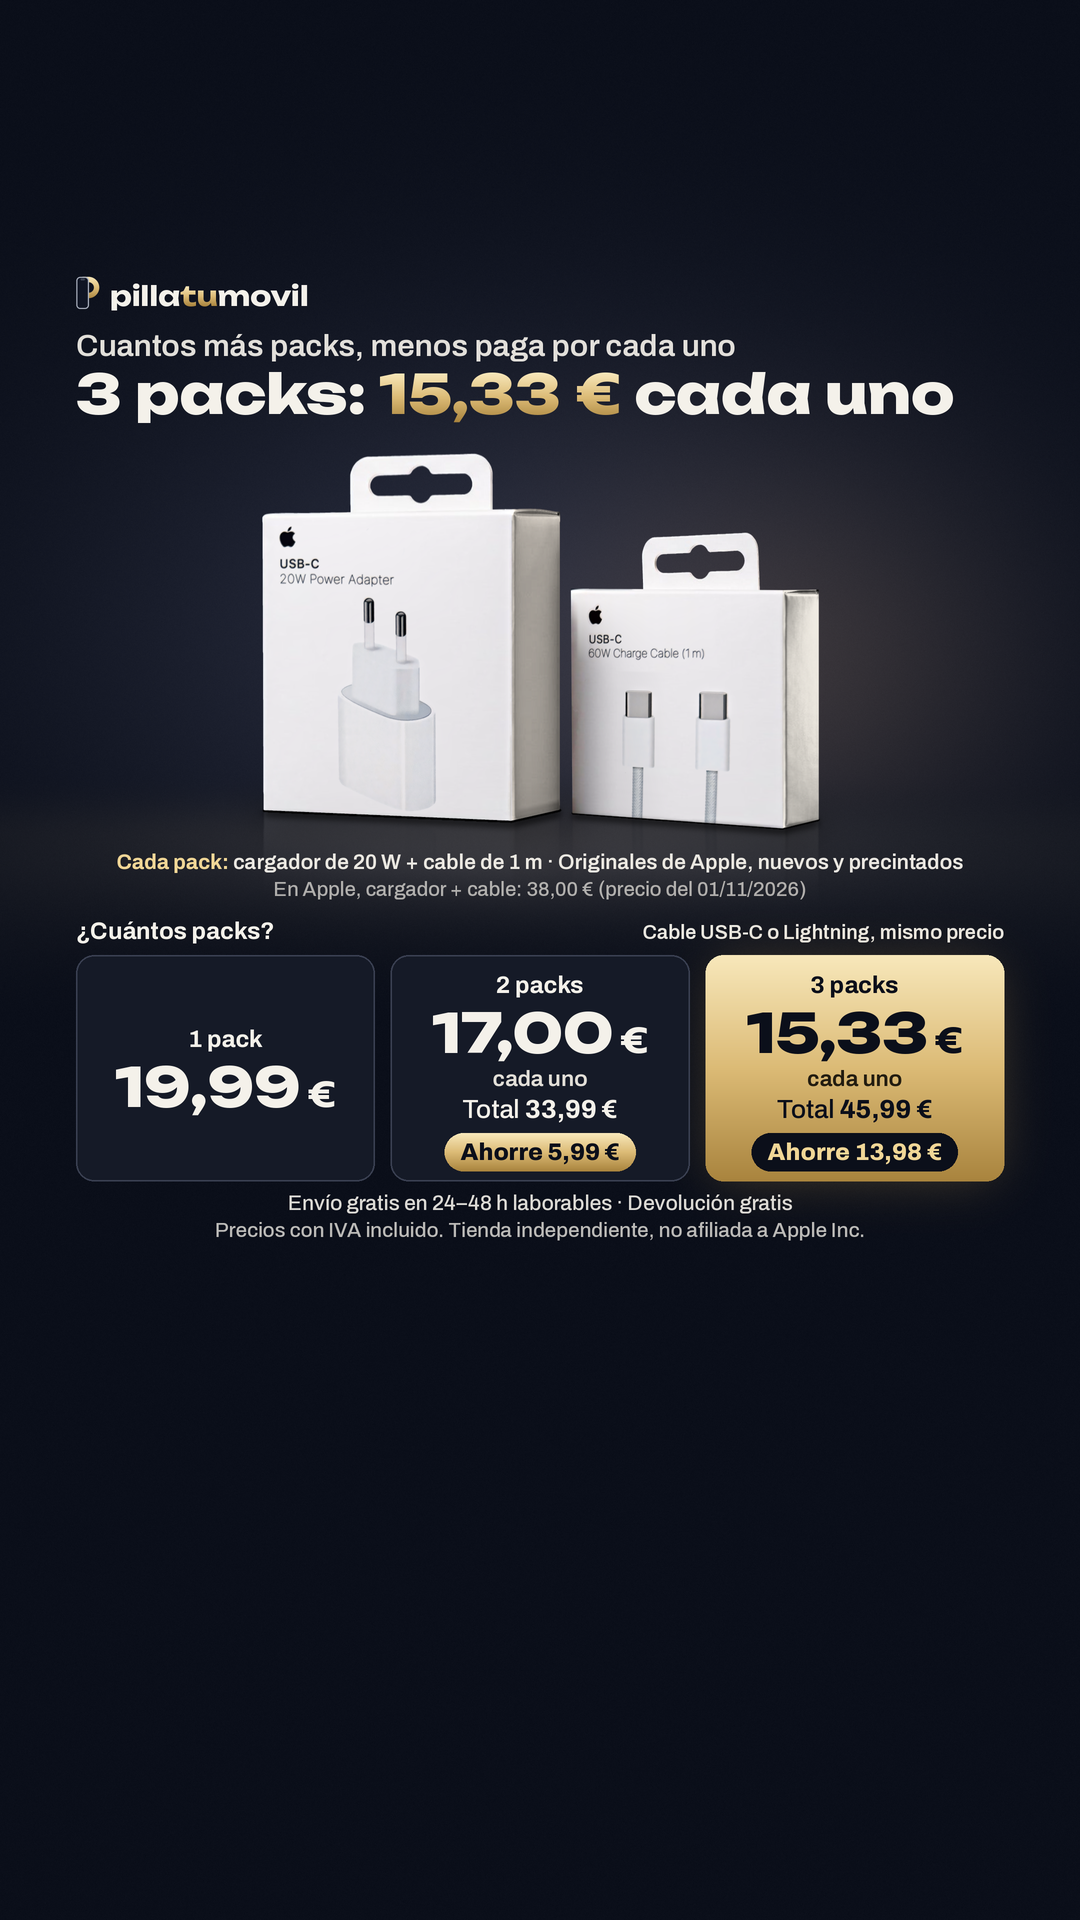 pillatumovil
Cuantos más packs, menos paga por cada uno
3 packs: 15,33 € cada uno
USB-C
20W Power Adapter
USB-C
60W Charge Cable (1 m)
Cada pack: cargador de 20 W + cable de 1 m · Originales de Apple, nuevos y precintados
En Apple, cargador + cable: 38,00 € (precio del 01/11/2026)
¿Cuántos packs?
Cable USB-C o Lightning, mismo precio
1 pack
19,99 €
2 packs
17,00 €
cada uno
Total 33,99 €
Ahorre 5,99 €
3 packs
15,33 €
cada uno
Total 45,99 €
Ahorre 13,98 €
Envío gratis en 24–48 h laborables · Devolución gratis
Precios con IVA incluido. Tienda independiente, no afiliada a Apple Inc.